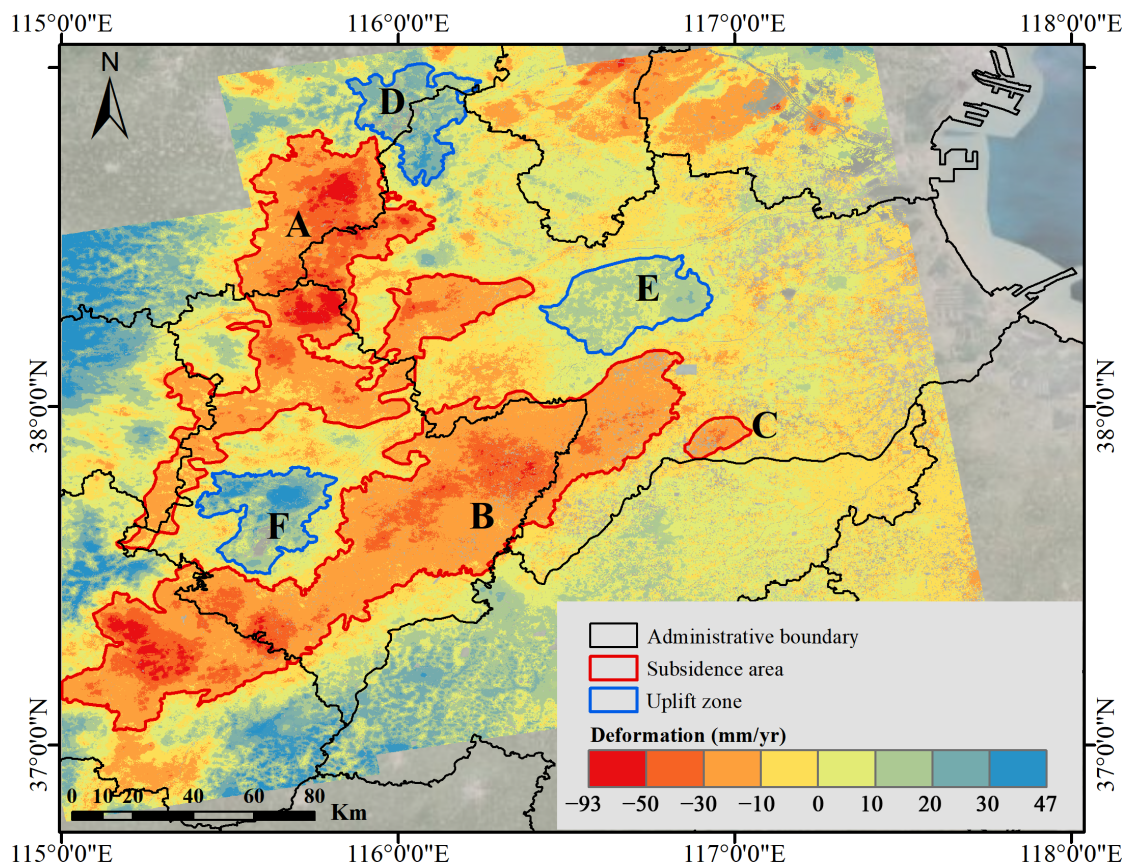 115°0'0"E 116°0'0"E 117°0'0"E 118°0'0"E
N
D
A
E
38°0'0"N 38°0'0"N
C
B
F
Administrative boundary
Subsidence area
Uplift zone
37°0'0"N 37°0'0"N
Deformation (mm/yr)
−93 −50 −30 −10 0 10 20 30 47
0 10 20 40 60 80
Km
115°0'0"E 116°0'0"E 117°0'0"E 118°0'0"E